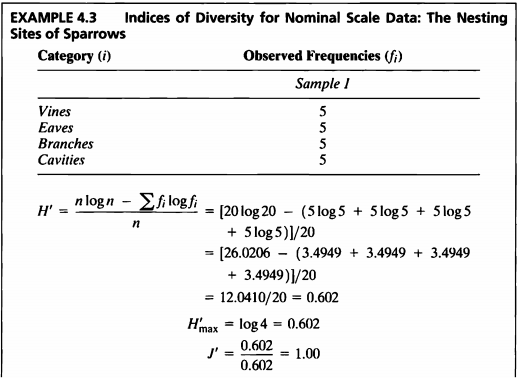 EXAMPLE 4.3 Indices of Diversity for Nominal Scale Data: The Nesting
Sites of Sparrows
Category (i) Observed Frequencies (fi)
Sample 1
Vines 5
Eaves 5
Branches 5
Cavities 5
H′ = (n log n − ∑ fi log fi) / n = [20 log 20 − (5 log 5 + 5 log 5 + 5 log 5
+ 5 log 5)]/20
= [26.0206 − (3.4949 + 3.4949 + 3.4949
+ 3.4949)]/20
= 12.0410/20 = 0.602
H′max = log 4 = 0.602
J′ = 0.602 / 0.602 = 1.00